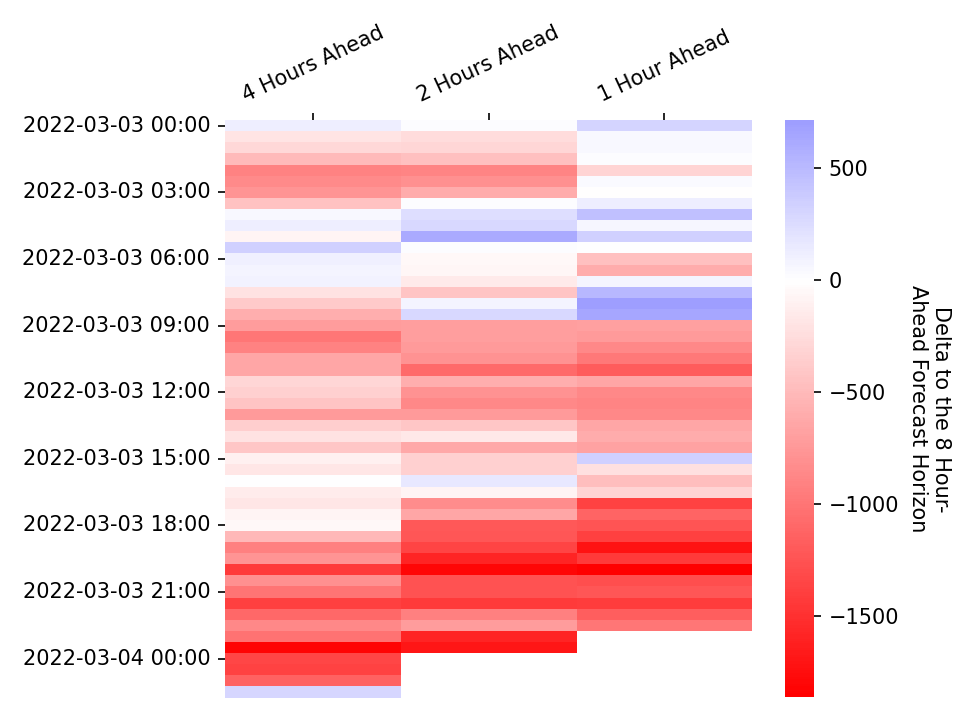 4 Hours Ahead
2 Hours Ahead
1 Hour Ahead
2022-03-03 00:00
2022-03-03 03:00
2022-03-03 06:00
2022-03-03 09:00
2022-03-03 12:00
2022-03-03 15:00
2022-03-03 18:00
2022-03-03 21:00
2022-03-04 00:00
500
0
−500
−1000
−1500
Delta to the 8 Hour-
Ahead Forecast Horizon